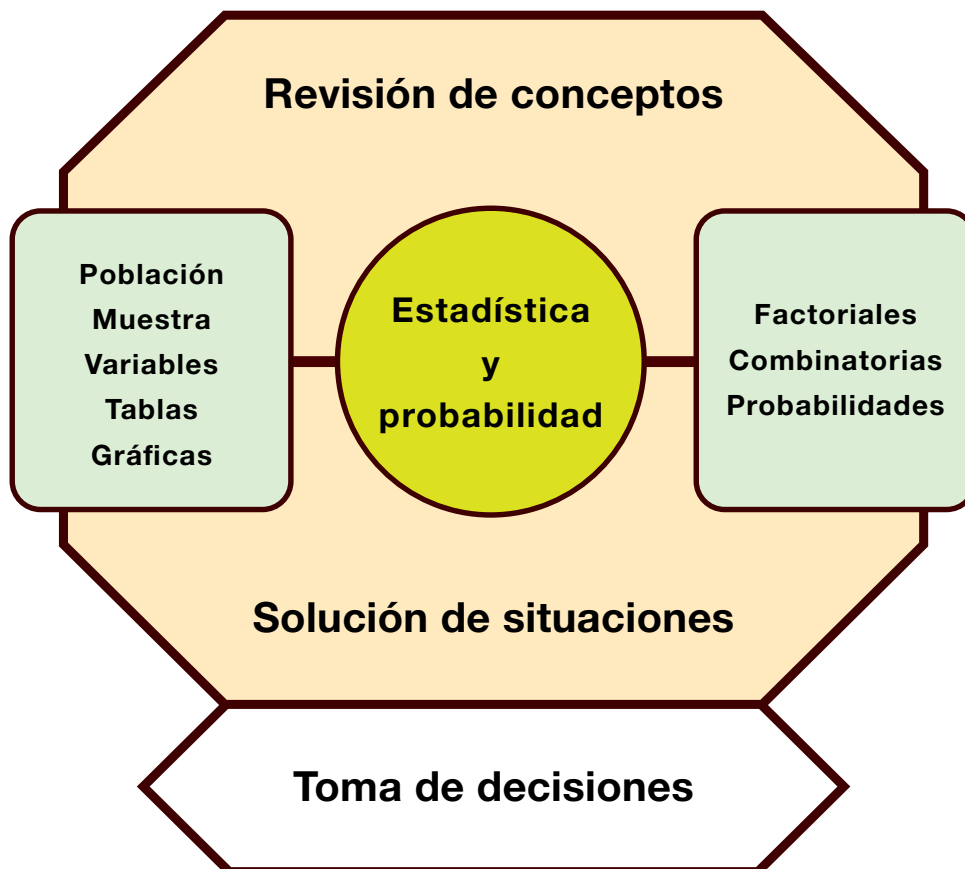 Revisión de conceptos
Población
Muestra
Variables
Tablas
Gráficas
Estadística
y
probabilidad
Factoriales
Combinatorias
Probabilidades
Solución de situaciones
Toma de decisiones